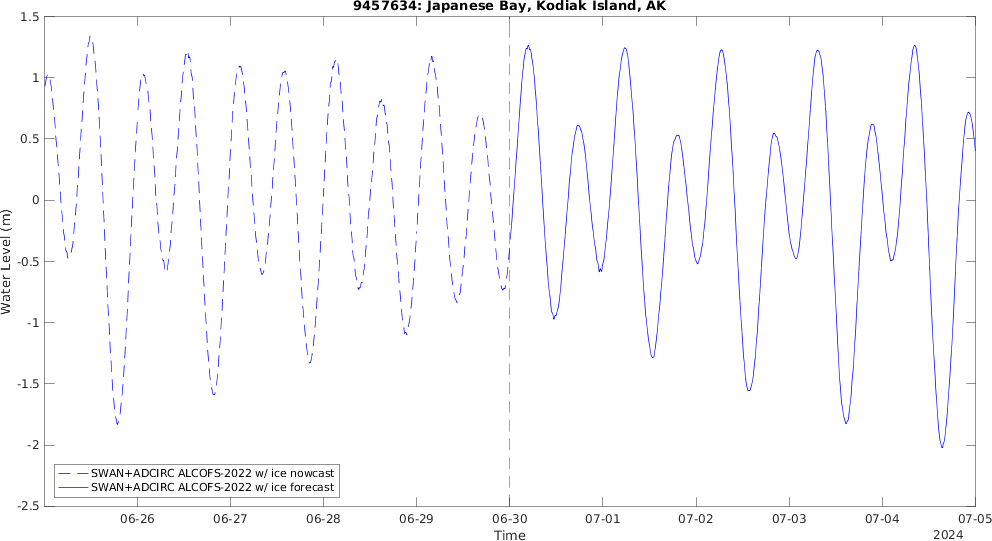 9457634: Japanese Bay, Kodiak Island, AK
1.5
1
0.5
0
-0.5
-1
-1.5
-2
-2.5
Water Level (m)
SWAN+ADCIRC ALCOFS-2022 w/ ice nowcast
SWAN+ADCIRC ALCOFS-2022 w/ ice forecast
06-26 06-27 06-28 06-29 06-30 07-01 07-02 07-03 07-04 07-05
Time
2024